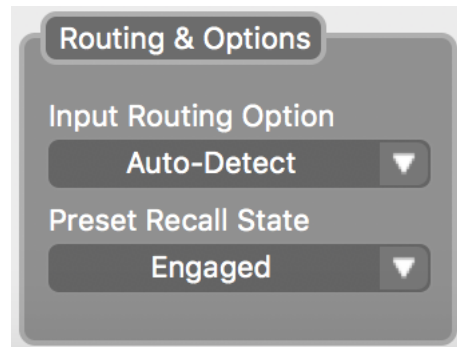 Routing & Options
Input Routing Option
Auto-Detect
Preset Recall State
Engaged